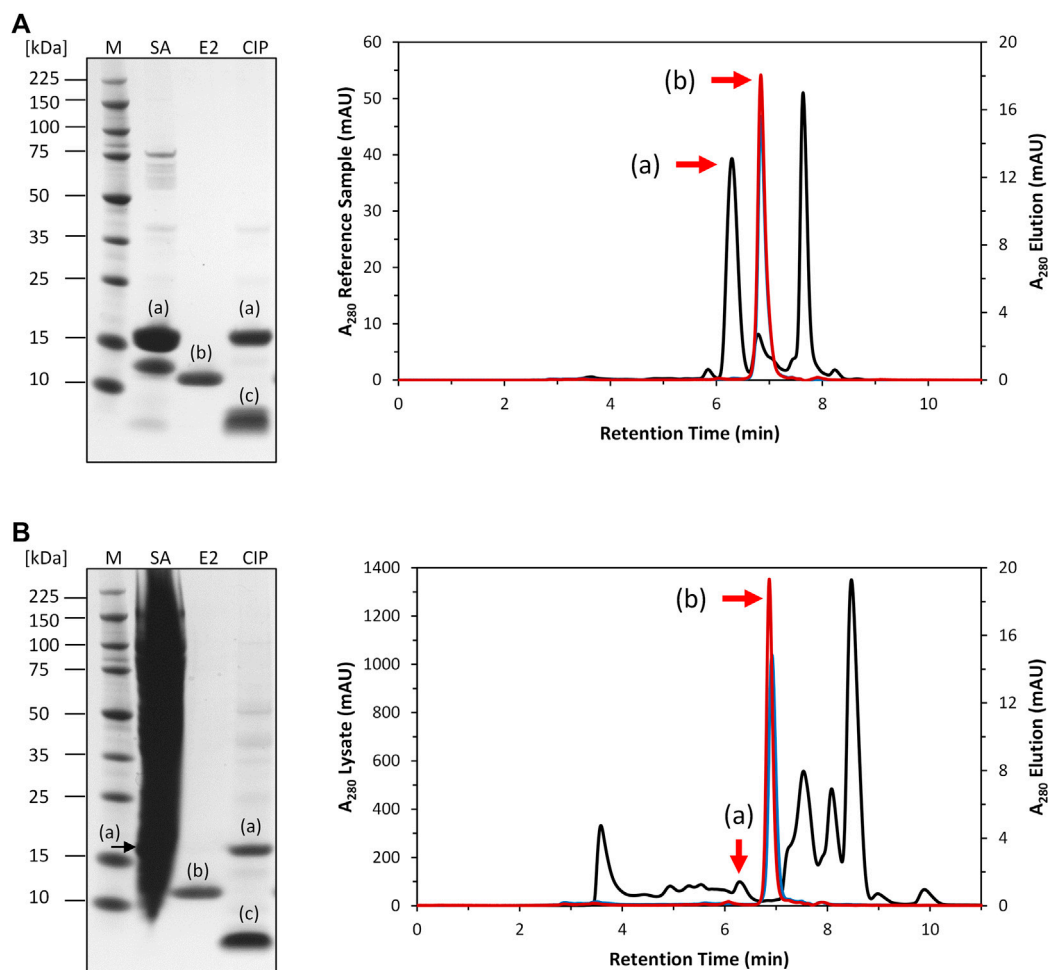 A
[kDa] M SA E2 CIP
225
150
100
75
50
35
25
15
10
(a)
(b)
(a)
(c)
60
50
40
30
20
10
0
A280 Reference Sample (mAU)
(b)
(a)
20
16
12
8
4
0
A280 Elution (mAU)
0 2 4 6 8 10
Retention Time (min)
B
[kDa] M SA E2 CIP
225
150
100
75
50
35
25
15
10
(a)
(b)
(a)
(c)
1400
1200
1000
800
600
400
200
0
A280 Lysate (mAU)
(b)
(a)
20
16
12
8
4
0
A280 Elution (mAU)
0 2 4 6 8 10
Retention Time (min)